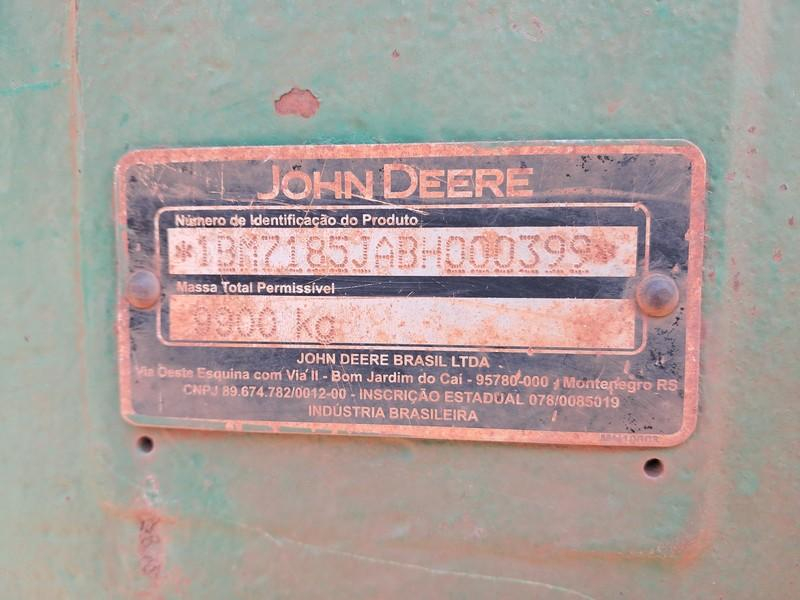 JOHN DEERE
Número de Identificação do Produto
*1BM7185JABH000399*
Massa Total Permissível
9900 kg
JOHN DEERE BRASIL LTDA
Via Oeste Esquina com Via II - Bom Jardim do Caí - 95780-000 - Montenegro RS
CNPJ 89.674.782/0012-00 - INSCRIÇÃO ESTADUAL 078/0085019
INDÚSTRIA BRASILEIRA